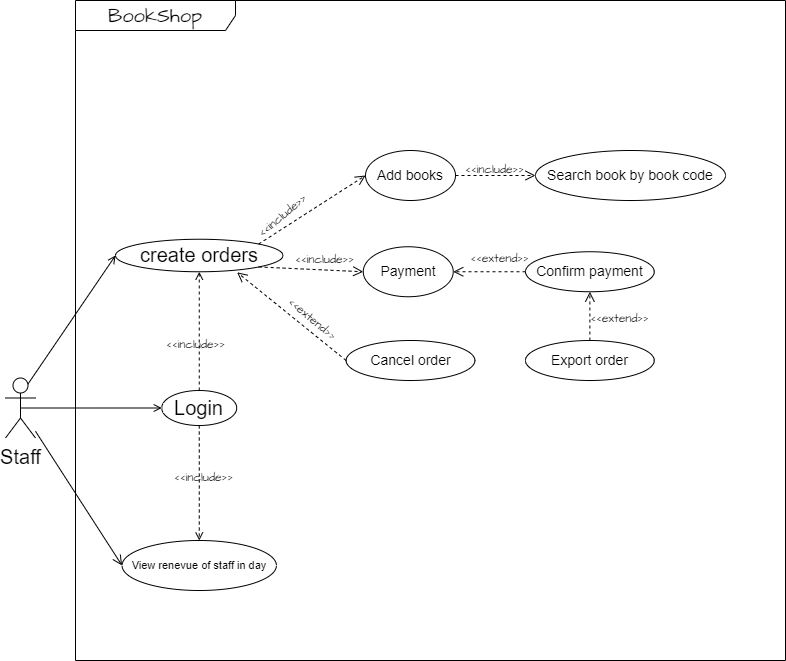 BookShop
Add books
<<include>>
Search book by book code
<<include>>
create orders
<<include>>
Payment
<<extend>>
Confirm payment
<<extend>>
<<extend>>
<<include>>
Cancel order
Export order
Login
Staff
<<include>>
View renevue of staff in day